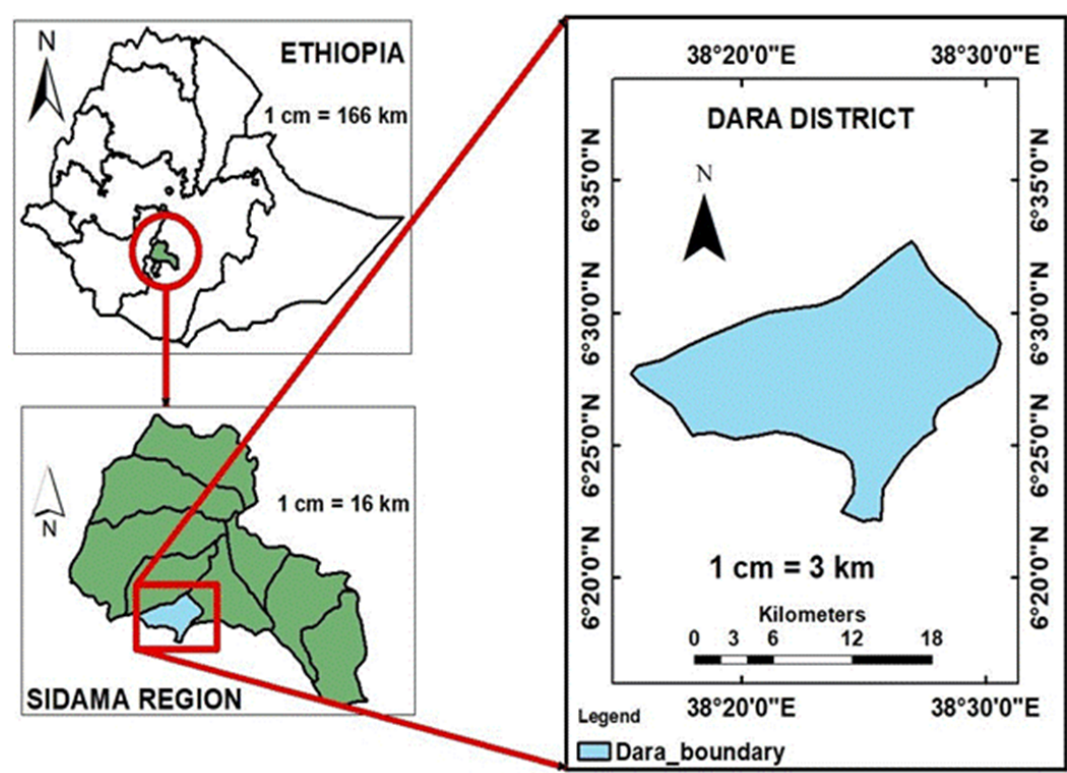 N
ETHIOPIA
1 cm = 166 km
N
1 cm = 16 km
SIDAMA REGION
38°20'0"E 38°30'0"E
DARA DISTRICT
N
6°35'0"N 6°35'0"N
6°30'0"N 6°30'0"N
6°25'0"N 6°25'0"N
6°20'0"N 6°20'0"N
1 cm = 3 km
Kilometers
0 3 6 12 18
38°20'0"E 38°30'0"E
Legend
Dara_boundary